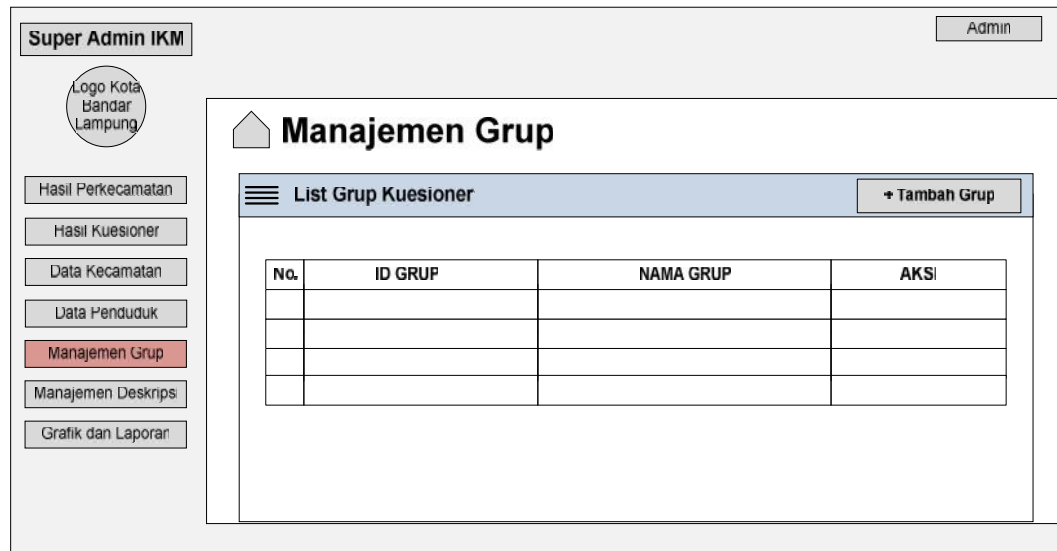 Super Admin IKM
Admin
Logo Kota
Bandar
Lampung
Manajemen Grup
Hasil Perkecamatan
Hasil Kuesioner
Data Kecamatan
Data Penduduk
Manajemen Grup
Manajemen Deskripsi
Grafik dan Laporan
List Grup Kuesioner
+ Tambah Grup
No. ID GRUP NAMA GRUP AKSI